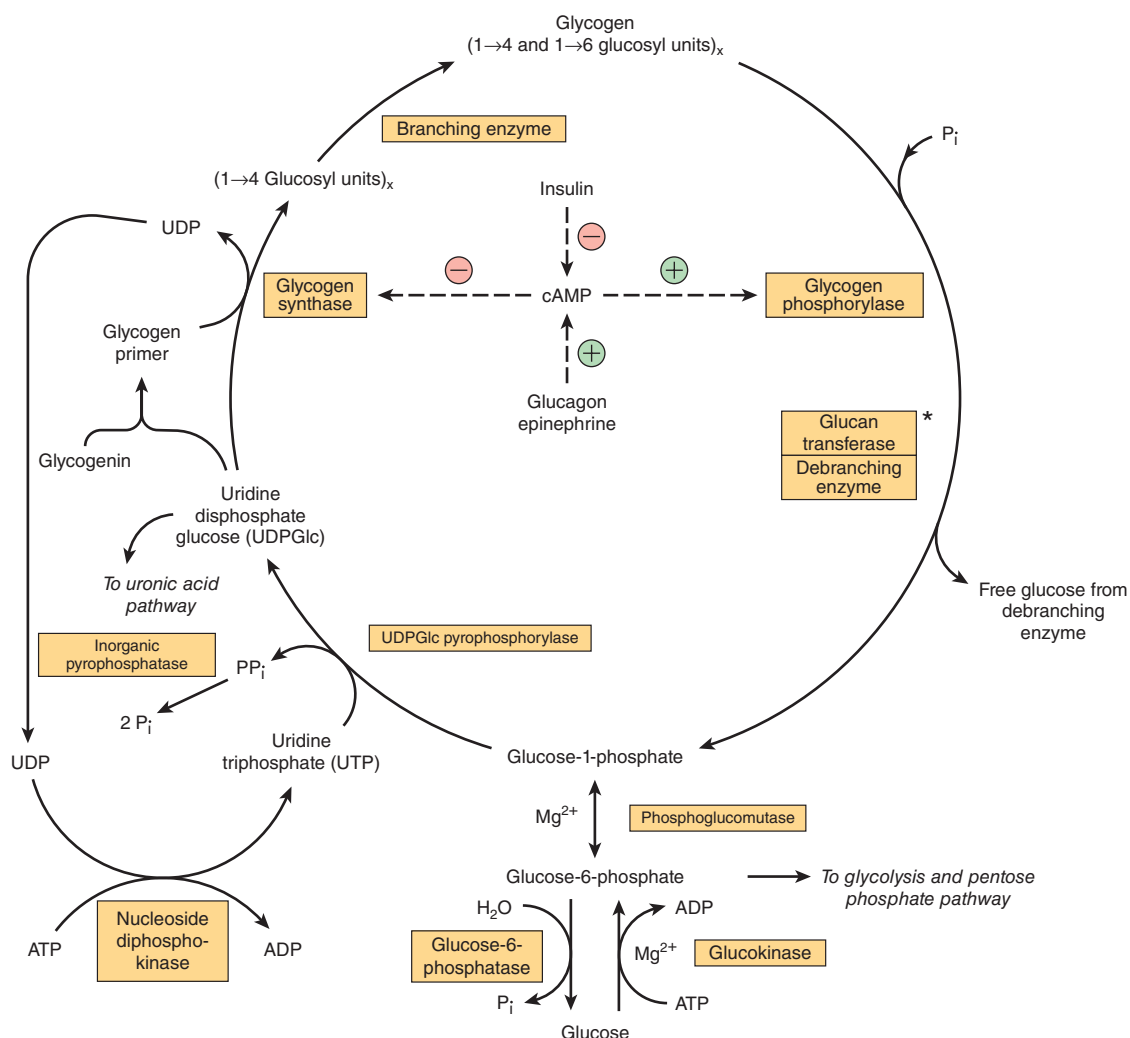 Glycogen
(1→4 and 1→6 glucosyl units)x
Branching enzyme
Pi
(1→4 Glucosyl units)x
Insulin
UDP
−
−
+
Glycogen
synthase
cAMP
Glycogen
phosphorylase
Glycogen
primer
+
Glucagon
epinephrine
Glucan
transferase
*
Debranching
enzyme
Glycogenin
Uridine
disphosphate
glucose (UDPGlc)
To uronic acid
pathway
Free glucose from
debranching
enzyme
UDPGlc pyrophosphorylase
Inorganic
pyrophosphatase
PPi
2 Pi
UDP
Uridine
triphosphate (UTP)
Glucose-1-phosphate
Mg2+
Phosphoglucomutase
Glucose-6-phosphate
To glycolysis and pentose
phosphate pathway
H2O
ADP
ATP
Nucleoside
diphospho-
kinase
ADP
Glucose-6-
phosphatase
Mg2+
Glucokinase
Pi
ATP
Glucose